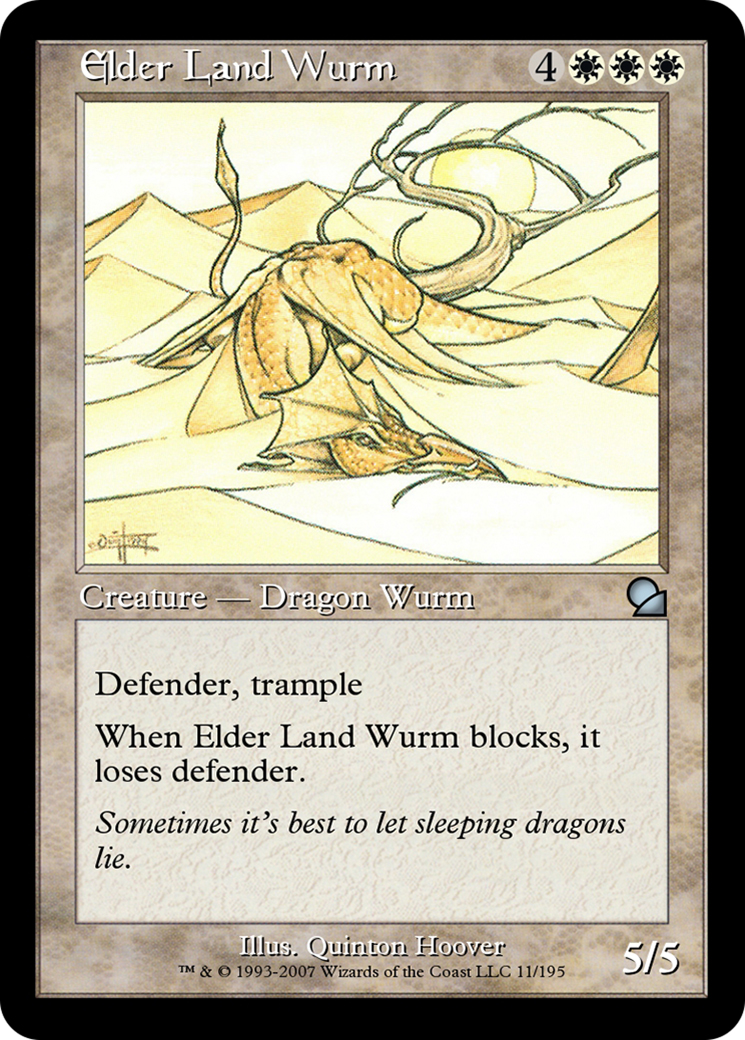 Elder Land Wurm 4
Creature — Dragon Wurm
Defender, trample
When Elder Land Wurm blocks, it
loses defender.
Sometimes it's best to let sleeping dragons
lie.
Illus. Quinton Hoover
™ & © 1993-2007 Wizards of the Coast LLC 11/195
5/5